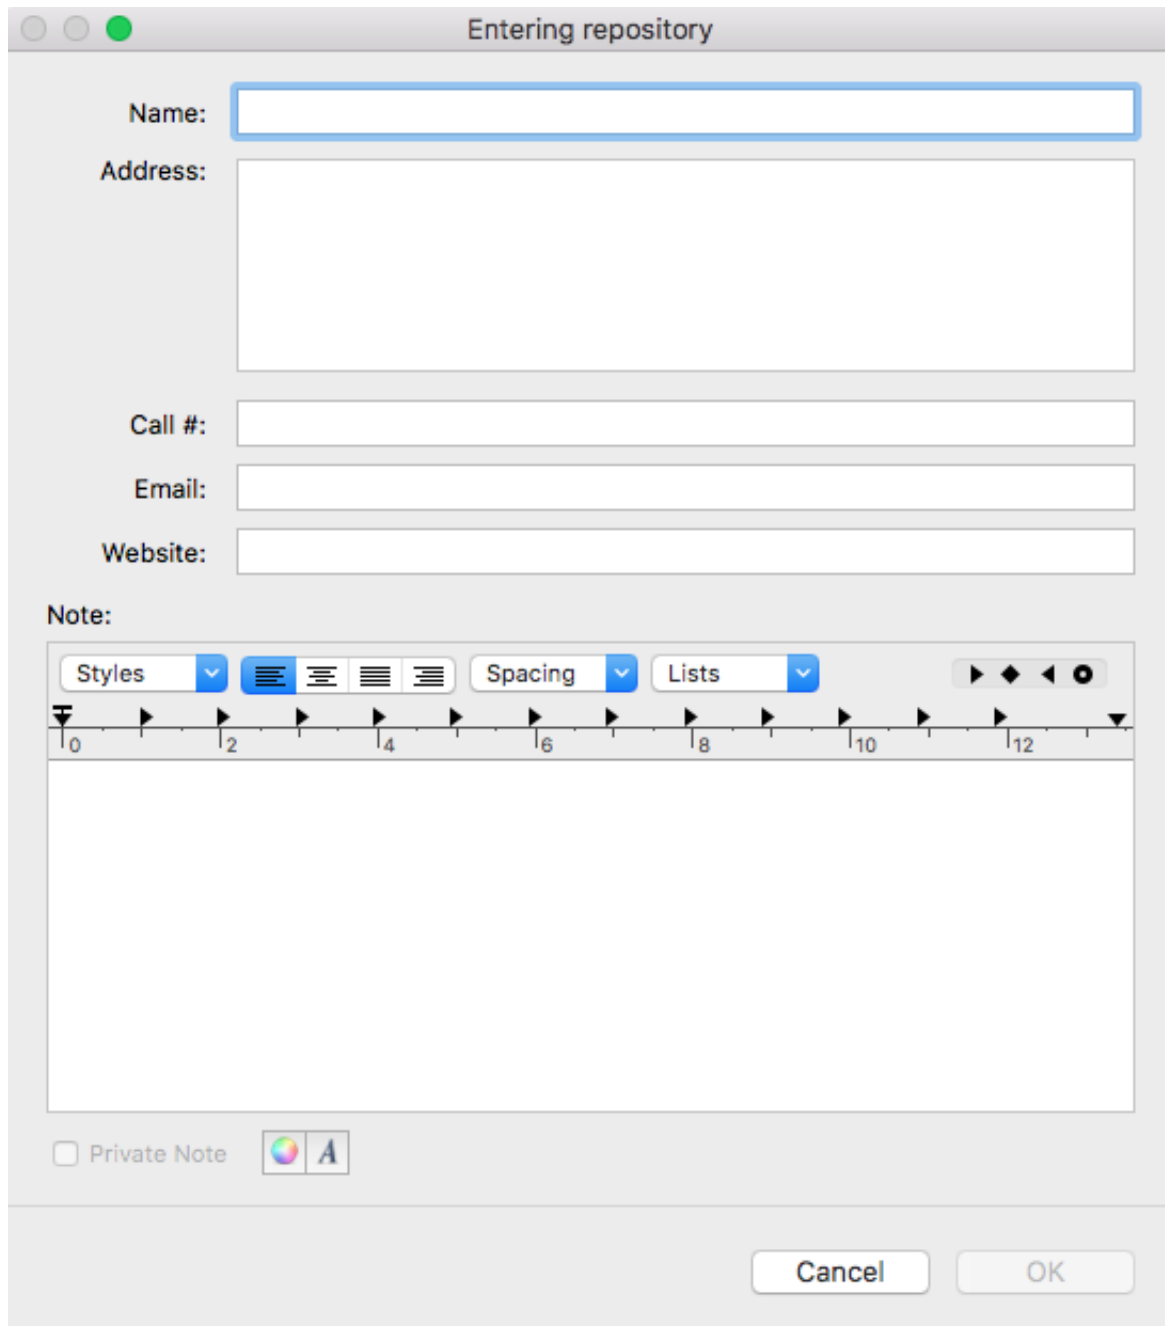 Entering repository
Name:
Address:
Call #:
Email:
Website:
Note:
Styles Spacing Lists
0 2 4 6 8 10 12
Private Note A
Cancel OK